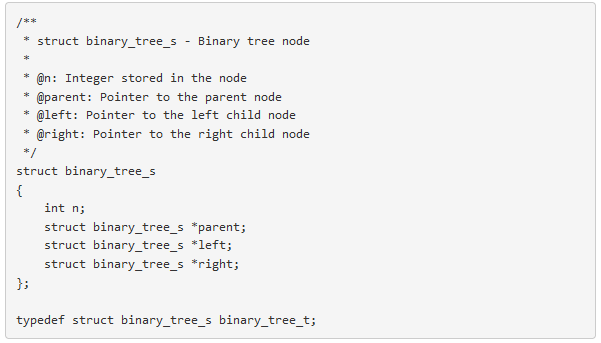 /**
 * struct binary_tree_s - Binary tree node
 *
 * @n: Integer stored in the node
 * @parent: Pointer to the parent node
 * @left: Pointer to the left child node
 * @right: Pointer to the right child node
 */
struct binary_tree_s
{
    int n;
    struct binary_tree_s *parent;
    struct binary_tree_s *left;
    struct binary_tree_s *right;
};

typedef struct binary_tree_s binary_tree_t;